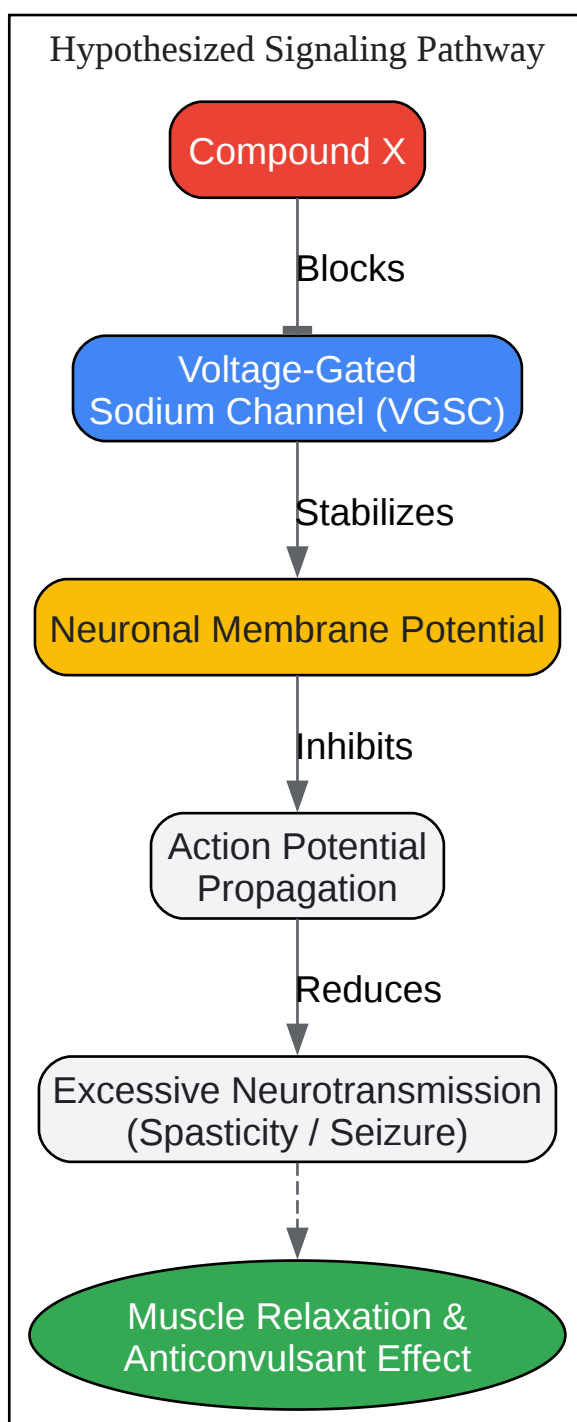 Hypothesized Signaling Pathway
Compound X
Blocks
Voltage-Gated
Sodium Channel (VGSC)
Stabilizes
Neuronal Membrane Potential
Inhibits
Action Potential
Propagation
Reduces
Excessive Neurotransmission
(Spasticity / Seizure)
Muscle Relaxation &
Anticonvulsant Effect